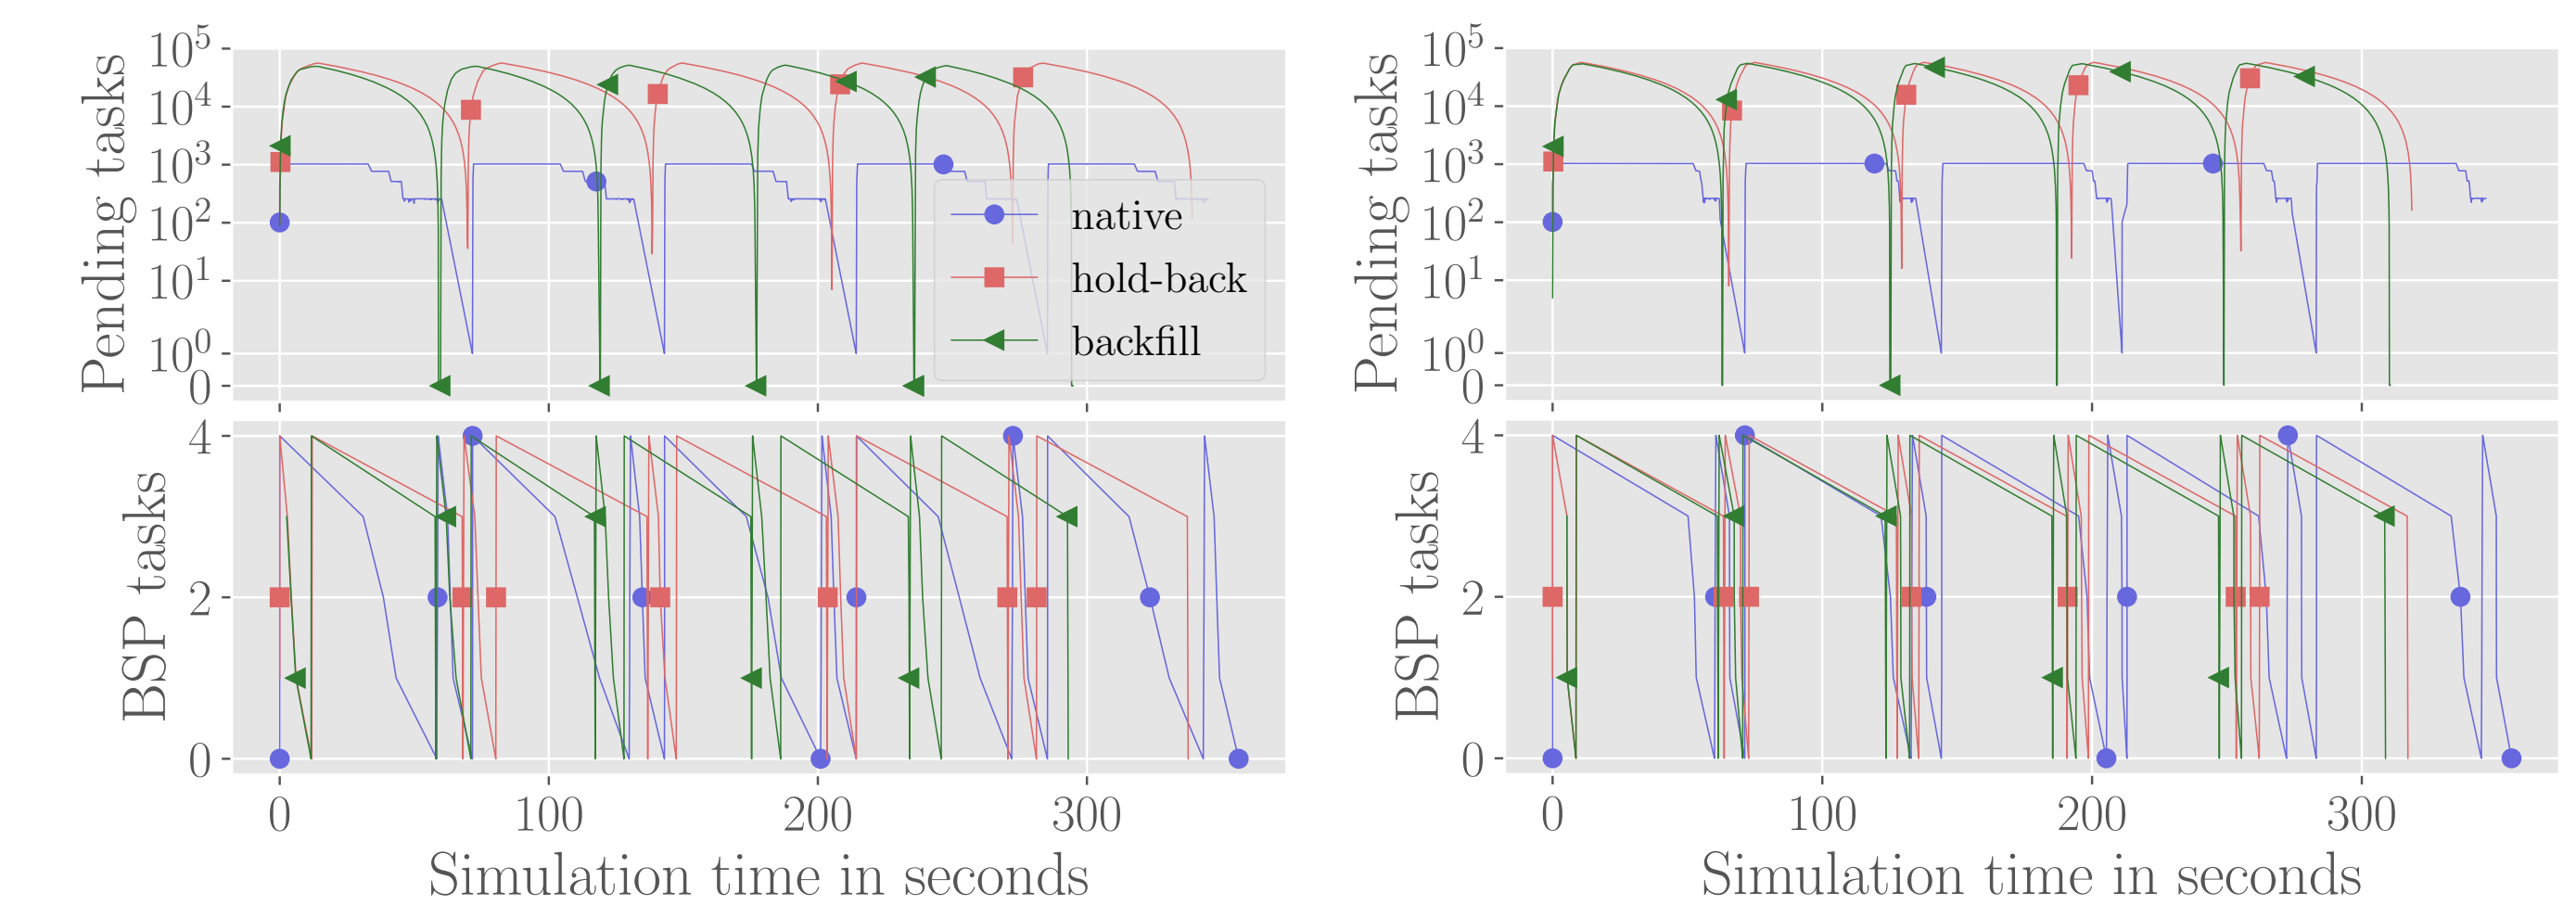 Pending tasks
10^5
10^4
10^3
10^2
10^1
10^0
0
native
hold-back
backfill
BSP tasks
4
2
0
0 100 200 300
Simulation time in seconds
Pending tasks
10^5
10^4
10^3
10^2
10^1
10^0
0
BSP tasks
4
2
0
0 100 200 300
Simulation time in seconds